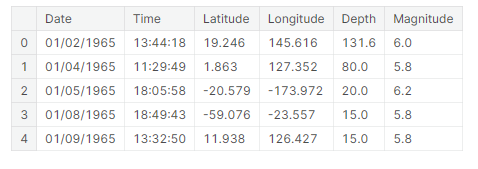 Date Time Latitude Longitude Depth Magnitude
0 01/02/1965 13:44:18 19.246 145.616 131.6 6.0
1 01/04/1965 11:29:49 1.863 127.352 80.0 5.8
2 01/05/1965 18:05:58 -20.579 -173.972 20.0 6.2
3 01/08/1965 18:49:43 -59.076 -23.557 15.0 5.8
4 01/09/1965 13:32:50 11.938 126.427 15.0 5.8